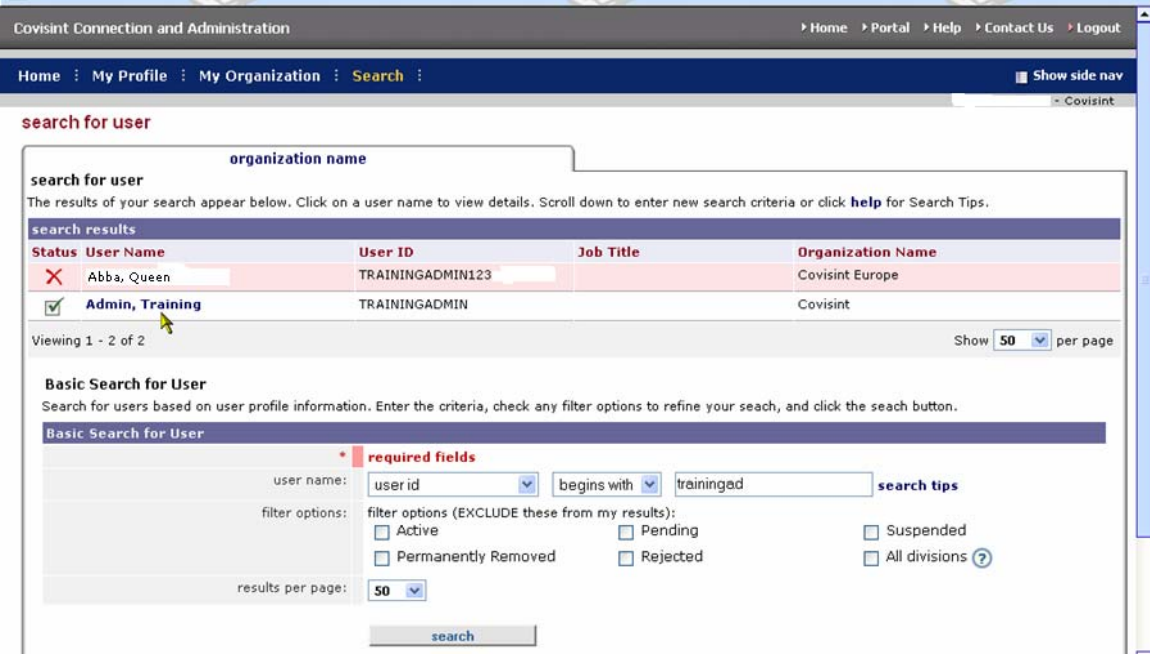 Covisint Connection and Administration Home Portal Help Contact Us Logout
Home My Profile My Organization Search Show side nav
- Covisint
search for user
organization name
search for user
The results of your search appear below. Click on a user name to view details. Scroll down to enter new search criteria or click help for Search Tips.
search results
Status User Name User ID Job Title Organization Name
Abba, Queen TRAININGADMIN123 Covisint Europe
Admin, Training TRAININGADMIN Covisint
Viewing 1 - 2 of 2 Show 50 per page
Basic Search for User
Search for users based on user profile information. Enter the criteria, check any filter options to refine your seach, and click the seach button.
Basic Search for User
* required fields
user name: user id begins with trainingad search tips
filter options: filter options (EXCLUDE these from my results):
Active Pending Suspended
Permanently Removed Rejected All divisions ?
results per page: 50
search